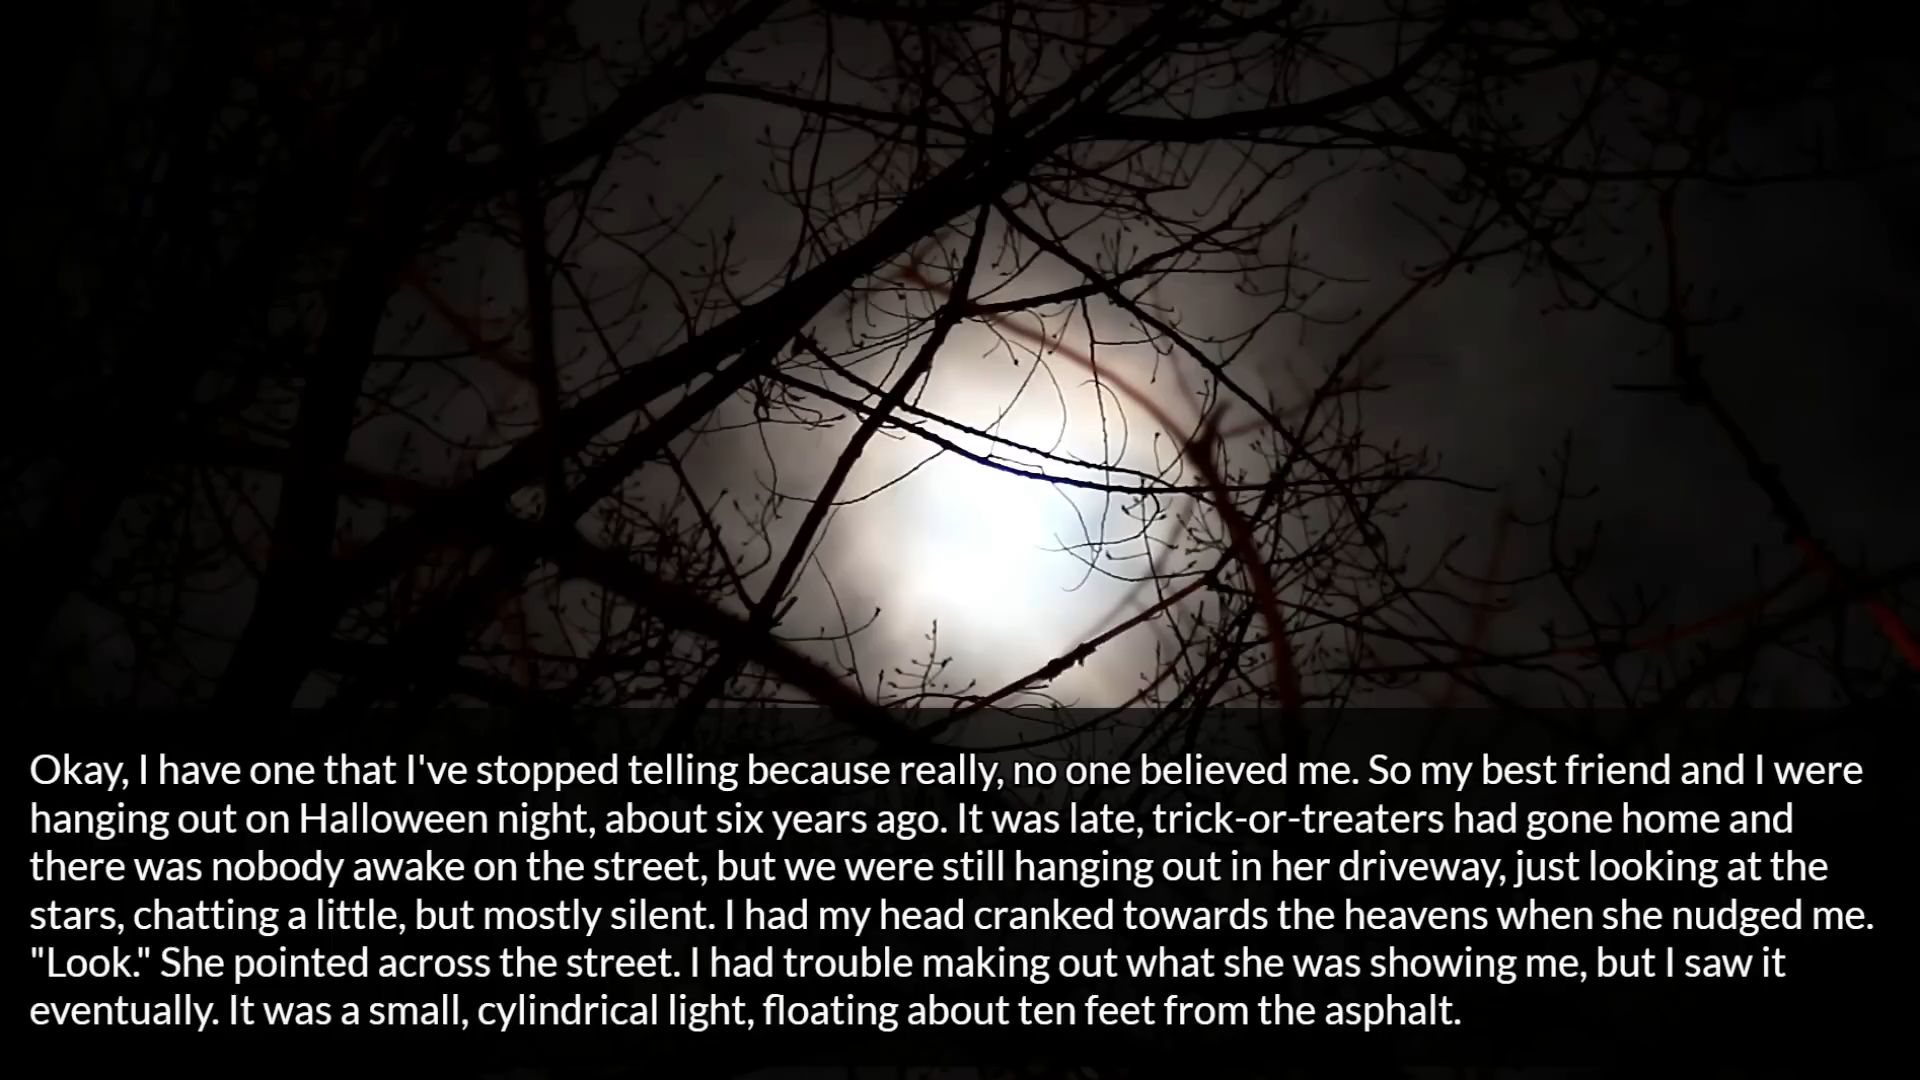 Okay, I have one that I've stopped telling because really, no one believed me. So my best friend and I were
hanging out on Halloween night, about six years ago. It was late, trick-or-treaters had gone home and
there was nobody awake on the street, but we were still hanging out in her driveway, just looking at the
stars, chatting a little, but mostly silent. I had my head cranked towards the heavens when she nudged me.
"Look." She pointed across the street. I had trouble making out what she was showing me, but I saw it
eventually. It was a small, cylindrical light, floating about ten feet from the asphalt.